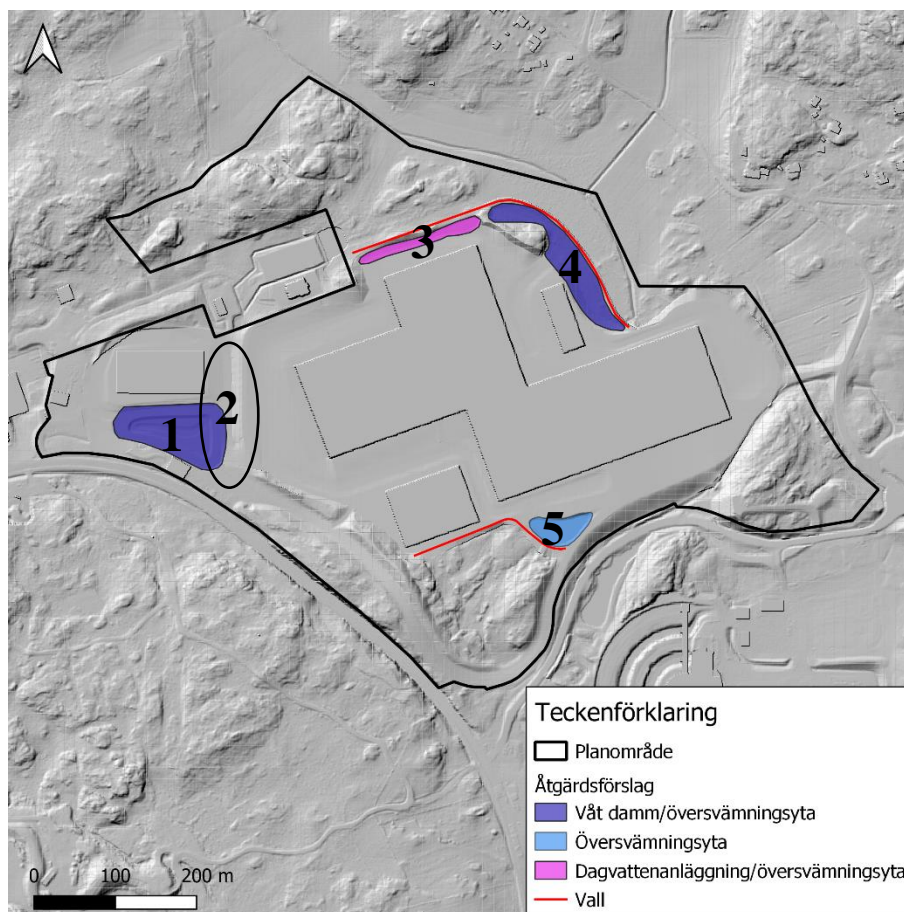 3
4
2
1
5
Teckenförklaring
Planområde
Åtgärdsförslag
Våt damm/översvämningsyta
Översvämningsyta
Dagvattenanläggning/översvämningsyta
Vall
0 100 200 m